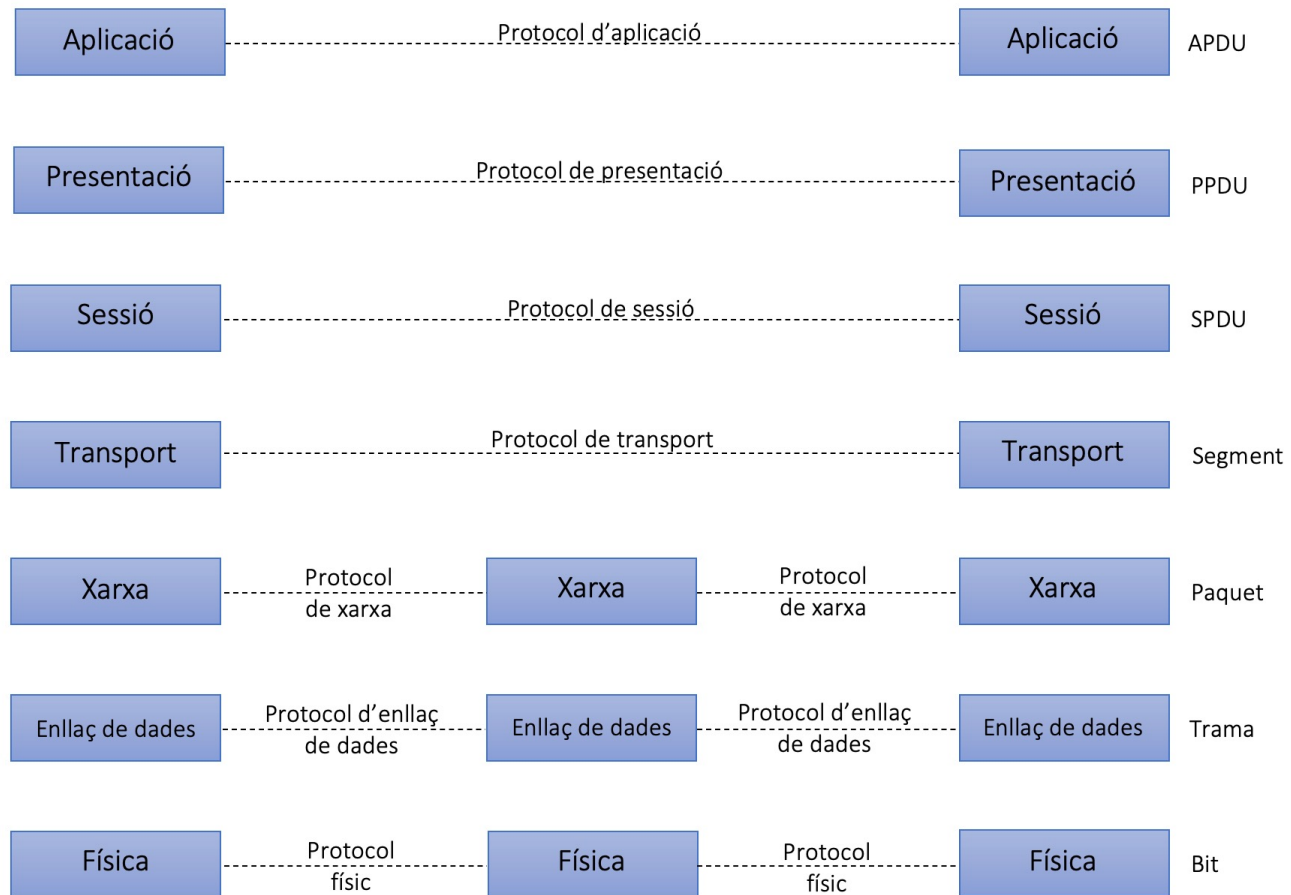 Aplicació
Protocol d’aplicació
Aplicació
APDU
Presentació
Protocol de presentació
Presentació
PPDU
Sessió
Protocol de sessió
Sessió
SPDU
Transport
Protocol de transport
Transport
Segment
Xarxa
Protocol
de xarxa
Xarxa
Protocol
de xarxa
Xarxa
Paquet
Enllaç de dades
Protocol d’enllaç
de dades
Enllaç de dades
Protocol d’enllaç
de dades
Enllaç de dades
Trama
Física
Protocol
físic
Física
Protocol
físic
Física
Bit